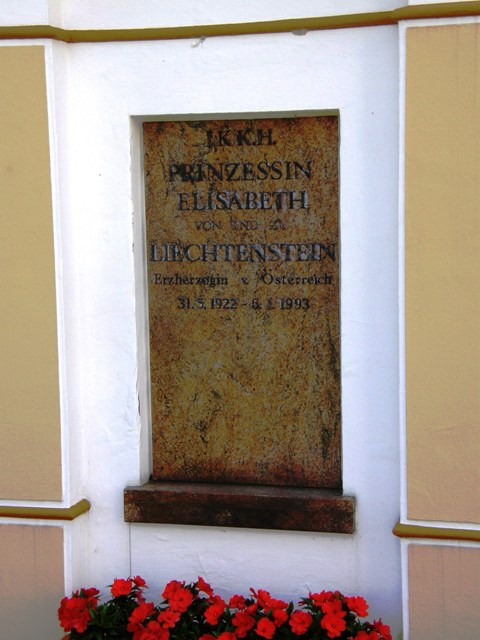 I.K.K.H.
PRINZESSIN
ELISABETH
VON UND ZU
LIECHTENSTEIN
Erzherzogin v. Österreich
31.5.1922 - 6.1.1993